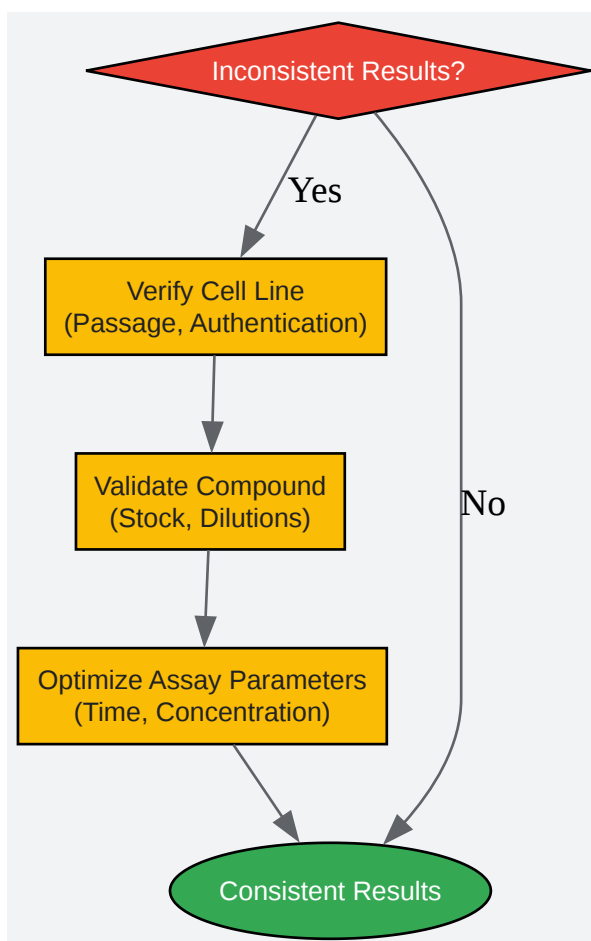 Inconsistent Results?
Yes
Verify Cell Line
(Passage, Authentication)
Validate Compound
(Stock, Dilutions)
No
Optimize Assay Parameters
(Time, Concentration)
Consistent Results